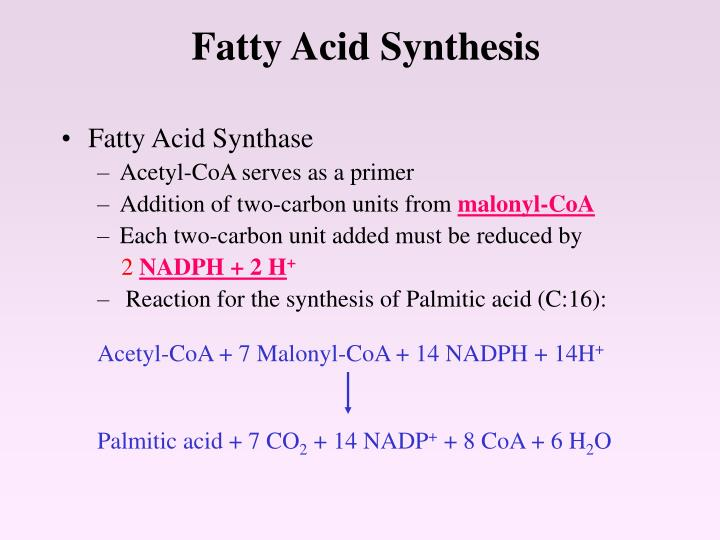 Fatty Acid Synthesis
• Fatty Acid Synthase
– Acetyl-CoA serves as a primer
– Addition of two-carbon units from malonyl-CoA
– Each two-carbon unit added must be reduced by
2 NADPH + 2 H⁺
– Reaction for the synthesis of Palmitic acid (C:16):
Acetyl-CoA + 7 Malonyl-CoA + 14 NADPH + 14H⁺
Palmitic acid + 7 CO₂ + 14 NADP⁺ + 8 CoA + 6 H₂O